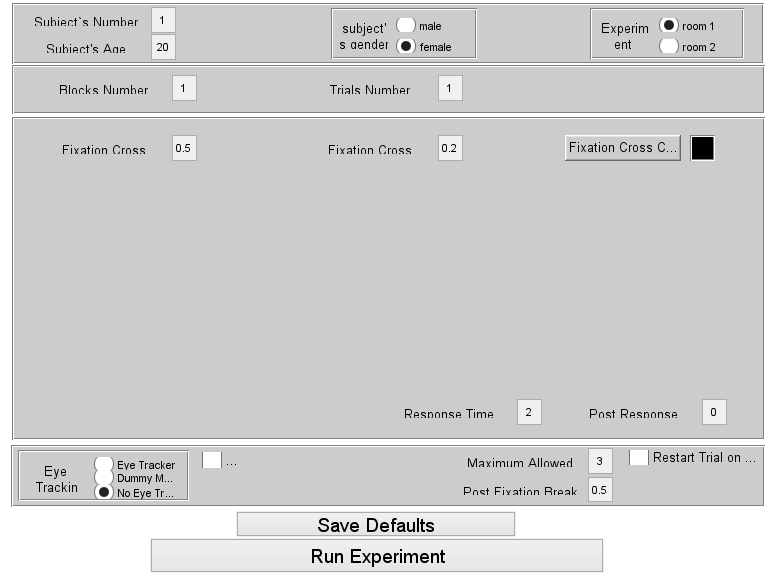 Subject`s Number 1
Subject's Age 20
subject'
s gender
male
female
Experim
ent
room 1
room 2
Blocks Number 1
Trials Number 1
Fixation Cross 0.5
Fixation Cross 0.2
Fixation Cross C...
Response Time 2
Post Response 0
Eye
Trackin
Eye Tracker
Dummy M...
No Eye Tr...
...
Maximum Allowed 3
Restart Trial on ...
Post Fixation Break 0.5
Save Defaults
Run Experiment